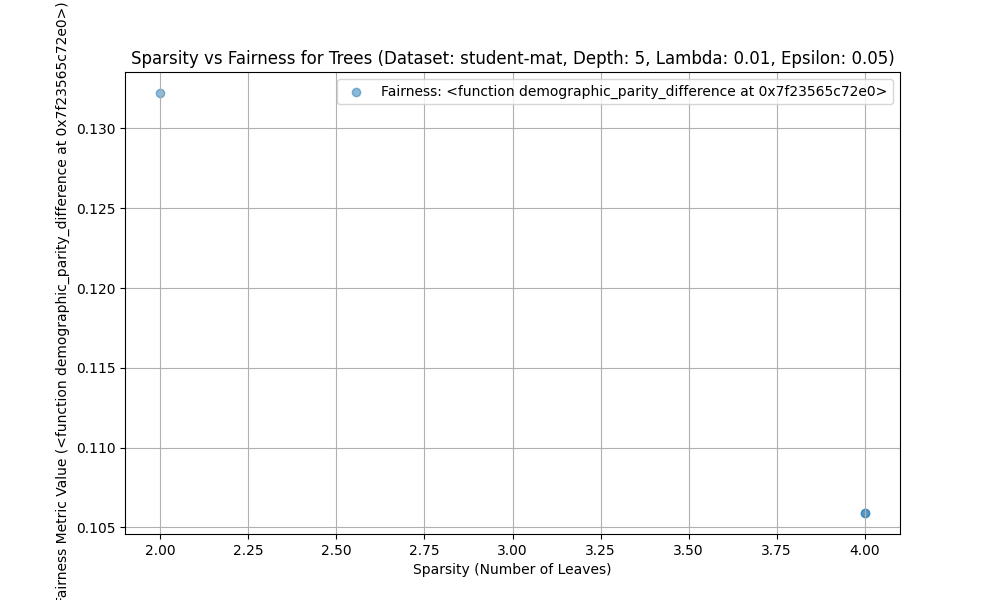 Sparsity vs Fairness for Trees (Dataset: student-mat, Depth: 5, Lambda: 0.01, Epsilon: 0.05)
Fairness: <function demographic_parity_difference at 0x7f23565c72e0>
Fairness Metric Value (<function demographic_parity_difference at 0x7f23565c72e0>)
0.130
0.125
0.120
0.115
0.110
0.105
2.00 2.25 2.50 2.75 3.00 3.25 3.50 3.75 4.00
Sparsity (Number of Leaves)